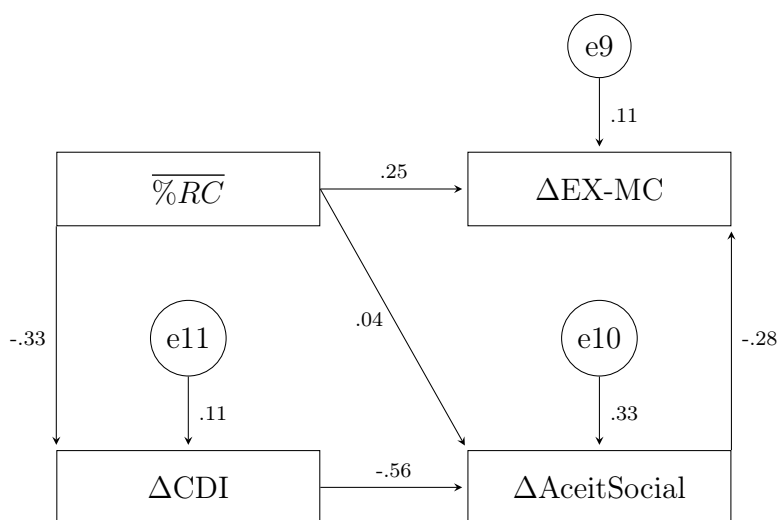 e9
.11
%RC
.25
ΔEX-MC
-.33
e11
.04
e10
-.28
.11
.33
ΔCDI
-.56
ΔAceitSocial